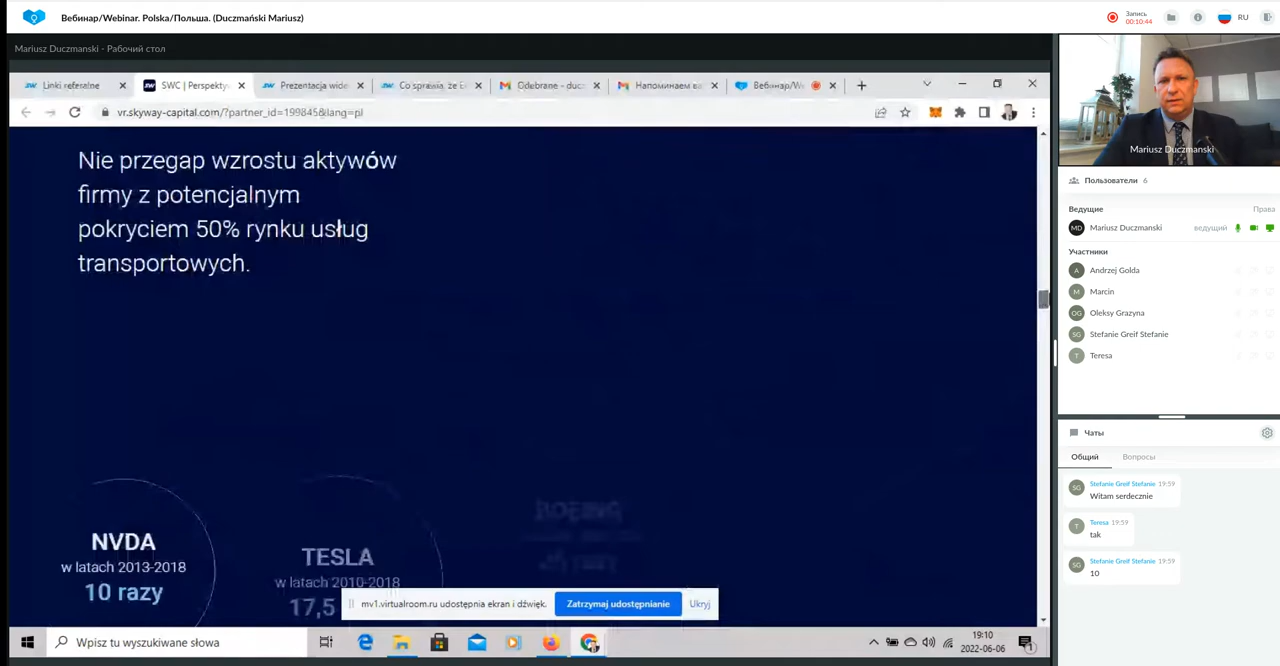 Вебинар/Webinar. Polska/Польша. (Duczmański Mariusz)
Запись
00:10:44
RU
Mariusz Duczmanski - Рабочий стол
Linki referalne
SWC | Perspektyw
Prezentacja wide
Co sprawia, że
Odebrane - duc
Напоминаем ва
Вебинар/W
vr.skyway-capital.com/?partner_id=199845&lang=pl
Nie przegap wzrostu aktywów
firmy z potencjalnym
pokryciem 50% rynku usług
transportowych.
NVDA
w latach 2013-2018
10 razy
TESLA
w latach 2010-2018
17,5
BOEING
mv1.virtualroom.ru udostępnia ekran i dźwięk.
Zatrzymaj udostępnianie
Ukryj
Wpisz tu wyszukiwane słowa
19:10
2022-06-06
1
Mariusz Duczmanski
Пользователи 6
Ведущие
Права
MD
Mariusz Duczmanski
ведущий
Участники
A
Andrzej Golda
M
Marcin
OG
Oleksy Grazyna
SG
Stefanie Greif Stefanie
T
Teresa
Чаты
Общий
Вопросы
SG
Stefanie Greif Stefanie 19:59
Witam serdecznie
T
Teresa 19:59
tak
SG
Stefanie Greif Stefanie 19:59
10